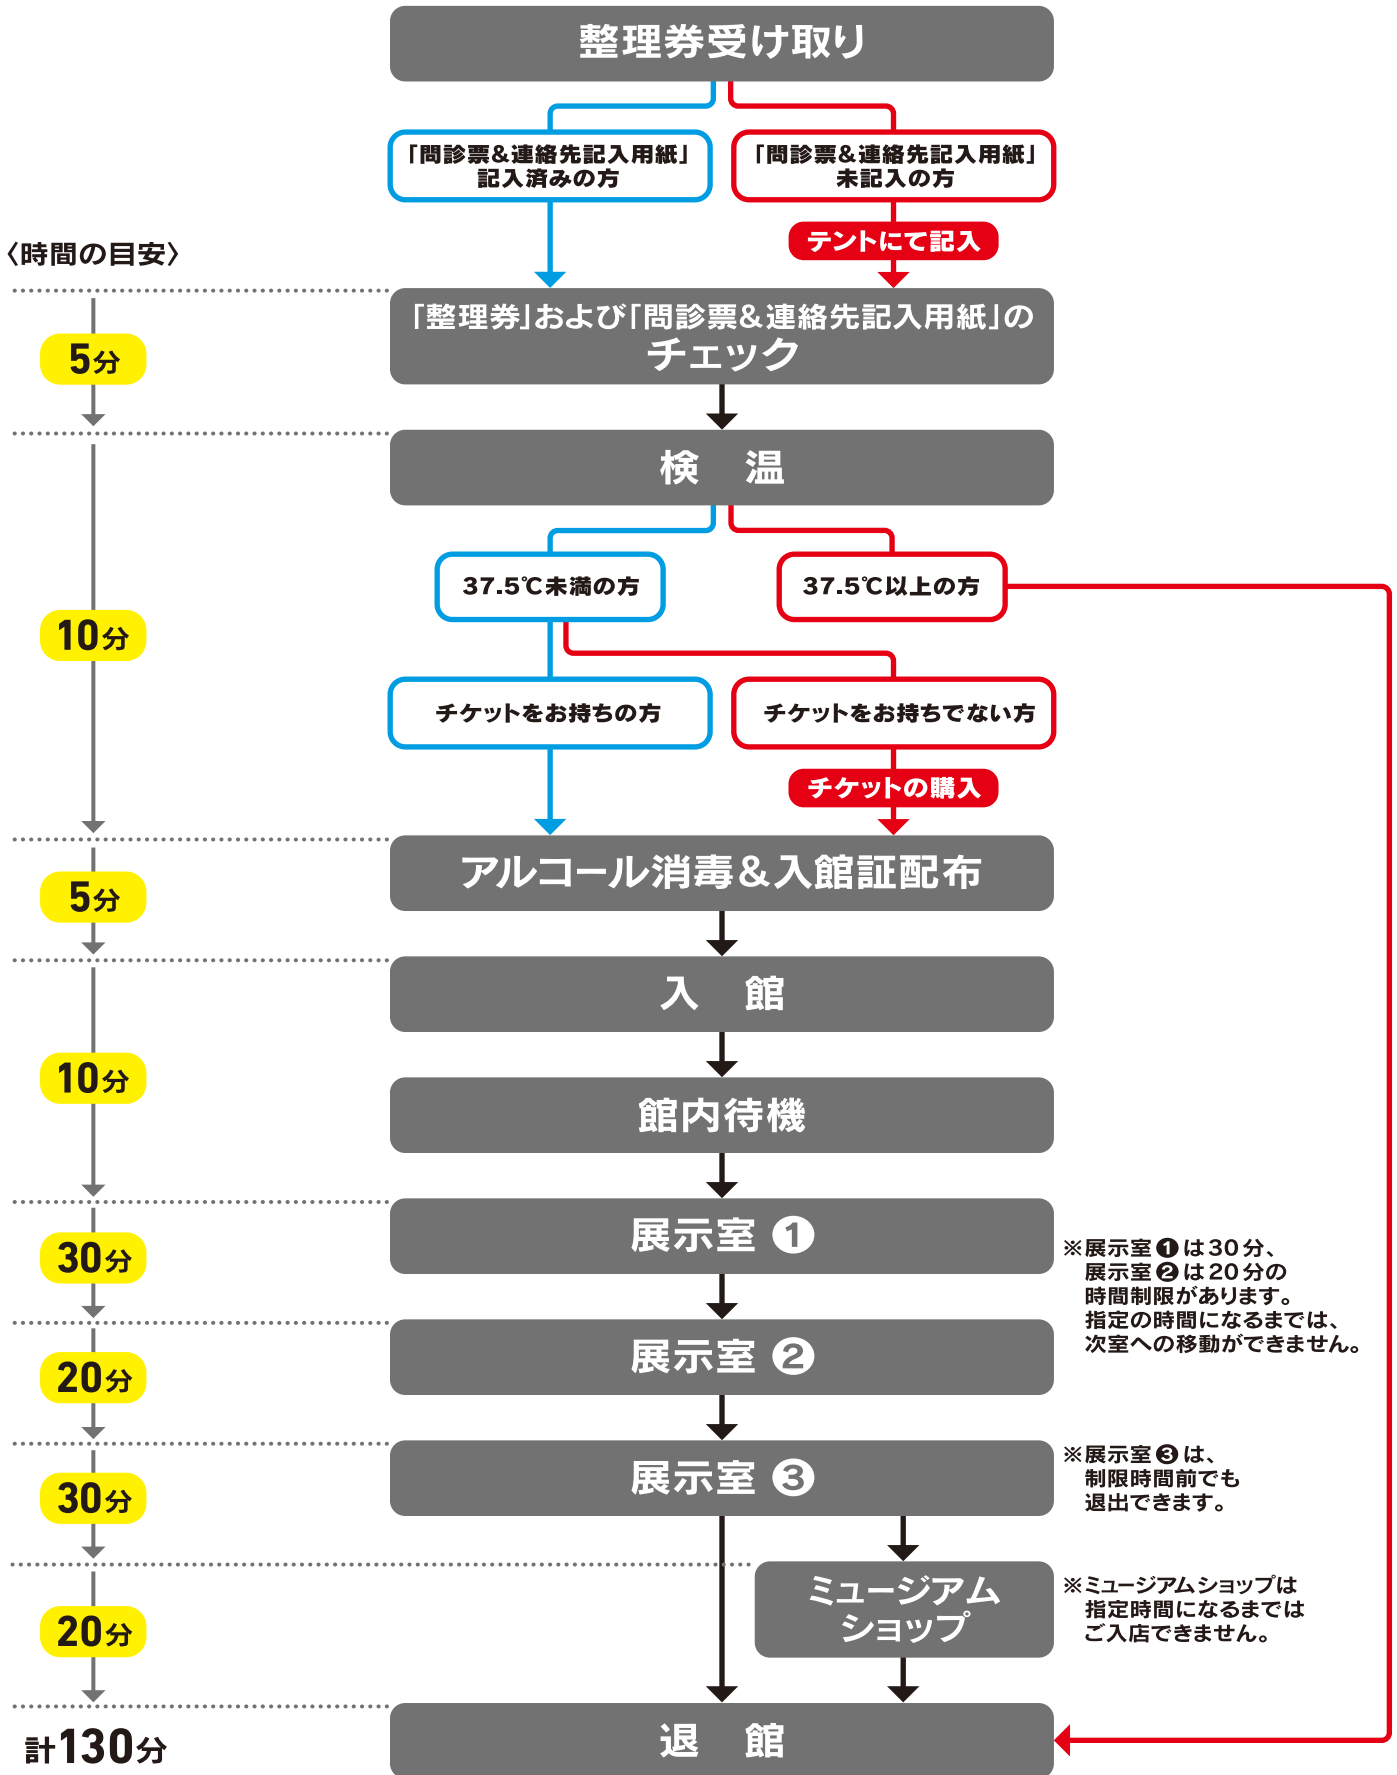 整理券受け取り
「問診票&連絡先記入用紙」
記入済みの方
「問診票&連絡先記入用紙」
未記入の方
テントにて記入
〈時間の目安〉
「整理券」および「問診票&連絡先記入用紙」の
チェック
5分
検　温
37.5℃未満の方
37.5℃以上の方
10分
チケットをお持ちの方
チケットをお持ちでない方
チケットの購入
アルコール消毒&入館証配布
5分
入　館
10分
館内待機
展示室 ❶
30分
※展示室❶は30分、
展示室❷は20分の
時間制限があります。
指定の時間になるまでは、
次室への移動ができません。
展示室 ❷
20分
展示室 ❸
30分
※展示室❸は、
制限時間前でも
退出できます。
ミュージアム
ショップ
20分
※ミュージアムショップは
指定時間になるまでは
ご入店できません。
退　館
計130分